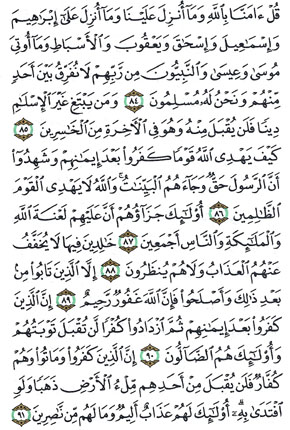 قُلْ ءَامَنَّا بِٱللَّهِ وَمَآ أُنزِلَ عَلَيْنَا وَمَآ أُنزِلَ عَلَىٰٓ إِبْرَٰهِيمَ
وَإِسْمَٰعِيلَ وَإِسْحَٰقَ وَيَعْقُوبَ وَٱلْأَسْبَاطِ وَمَآ أُوتِىَ
مُوسَىٰ وَعِيسَىٰ وَٱلنَّبِيُّونَ مِن رَّبِّهِمْ لَا نُفَرِّقُ بَيْنَ أَحَدٍ
مِّنْهُمْ وَنَحْنُ لَهُۥ مُسْلِمُونَ ٨٤ وَمَن يَبْتَغِ غَيْرَ ٱلْإِسْلَٰمِ
دِينًا فَلَن يُقْبَلَ مِنْهُ وَهُوَ فِى ٱلْءَاخِرَةِ مِنَ ٱلْخَٰسِرِينَ ٨٥
كَيْفَ يَهْدِى ٱللَّهُ قَوْمًا كَفَرُوا۟ بَعْدَ إِيمَٰنِهِمْ وَشَهِدُوٓا۟
أَنَّ ٱلرَّسُولَ حَقٌّ وَجَآءَهُمُ ٱلْبَيِّنَٰتُ ۚ وَٱللَّهُ لَا يَهْدِى ٱلْقَوْمَ
ٱلظَّٰلِمِينَ ٨٦ أُو۟لَٰٓئِكَ جَزَآؤُهُمْ أَنَّ عَلَيْهِمْ لَعْنَةَ ٱللَّهِ
وَٱلْمَلَٰٓئِكَةِ وَٱلنَّاسِ أَجْمَعِينَ ٨٧ خَٰلِدِينَ فِيهَا لَا يُخَفَّفُ
عَنْهُمُ ٱلْعَذَابُ وَلَا هُمْ يُنظَرُونَ ٨٨ إِلَّا ٱلَّذِينَ تَابُوا۟ مِنۢ
بَعْدِ ذَٰلِكَ وَأَصْلَحُوا۟ فَإِنَّ ٱللَّهَ غَفُورٌ رَّحِيمٌ ٨٩ إِنَّ ٱلَّذِينَ
كَفَرُوا۟ بَعْدَ إِيمَٰنِهِمْ ثُمَّ ٱزْدَادُوا۟ كُفْرًا لَّن تُقْبَلَ تَوْبَتُهُمْ
وَأُو۟لَٰٓئِكَ هُمُ ٱلضَّآلُّونَ ٩٠ إِنَّ ٱلَّذِينَ كَفَرُوا۟ وَمَاتُوا۟ وَهُمْ
كُفَّارٌ فَلَن يُقْبَلَ مِنْ أَحَدِهِم مِّلْءُ ٱلْأَرْضِ ذَهَبًا وَلَوِ
ٱفْتَدَىٰ بِهِۦٓ ۗ أُو۟لَٰٓئِكَ لَهُمْ عَذَابٌ أَلِيمٌ وَمَا لَهُم مِّن نَّٰصِرِينَ ٩١